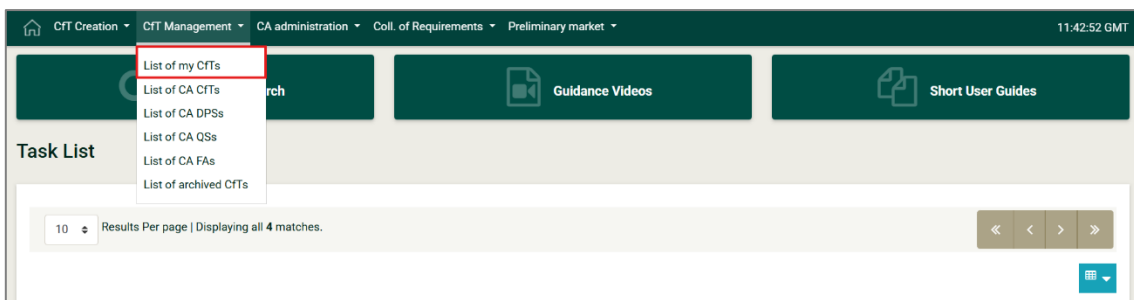 CfT Creation CfT Management CA administration Coll. of Requirements Preliminary market 11:42:52 GMT
List of my CfTs
List of CA CfTs
rch Guidance Videos Short User Guides
List of CA DPSs
List of CA QSs
Task List
List of CA FAs
List of archived CfTs
10 Results Per page | Displaying all 4 matches.